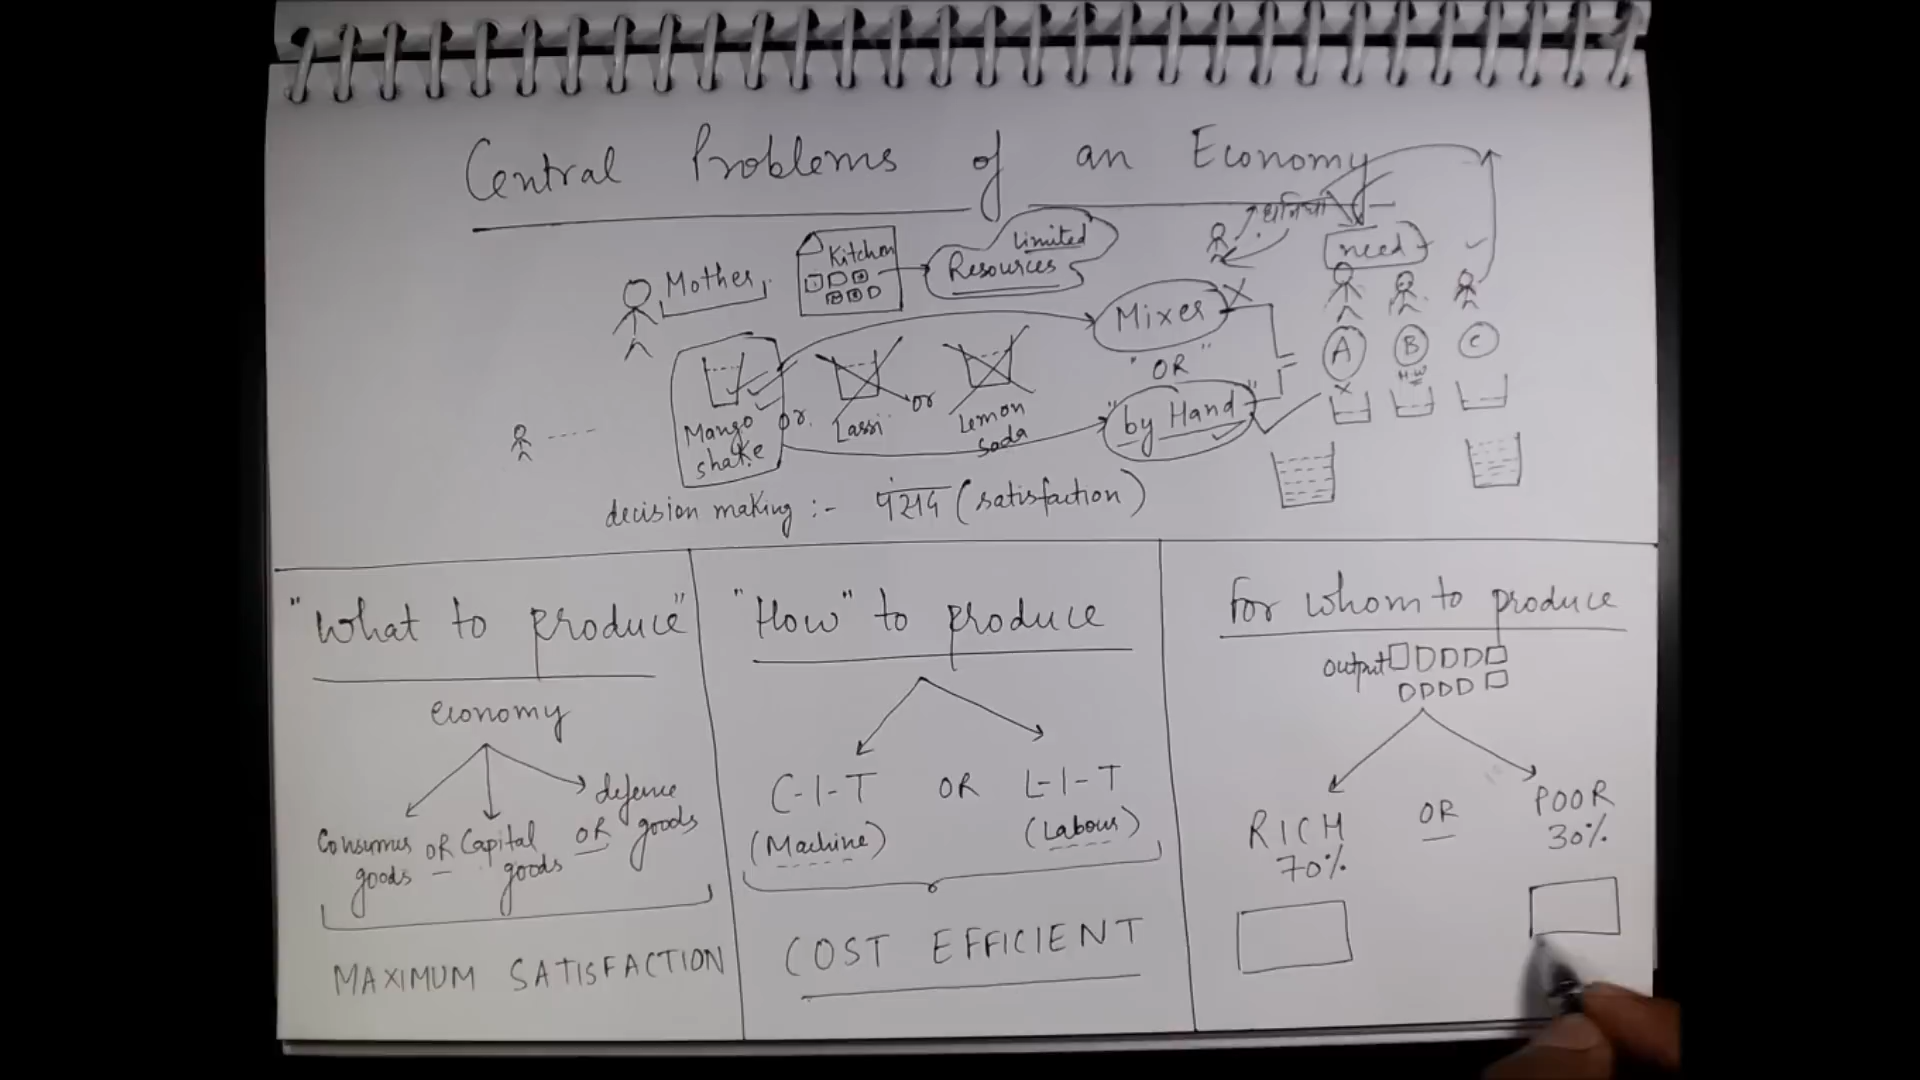 Central Problems of an Economy
धनिया
Kitchen
Limited
Resources
need
Mother
Mixer
"OR"
"by Hand"
A B C
H.W
Mango shake
or
Lassi
or
Lemon soda
decision making :- (satisfaction)
"What to produce"
economy
Consumer goods OR Capital goods OR defence goods
MAXIMUM SATISFACTION
"How" to produce
C-I-T OR L-I-T
(Machine) (Labour)
COST EFFICIENT
for whom to produce
output
RICH OR POOR
70% 30%